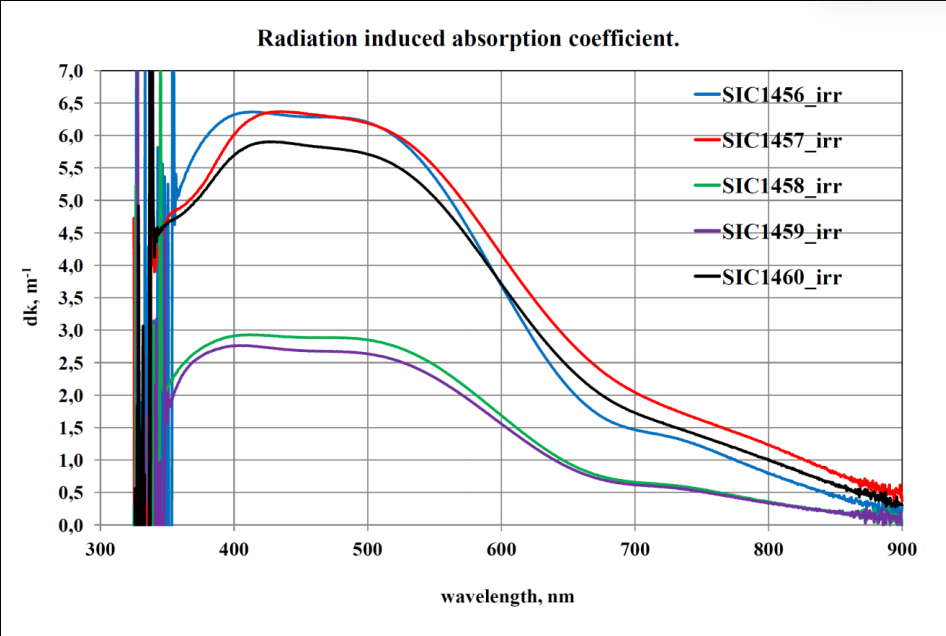 Radiation induced absorption coefficient.
7,0
6,5
6,0
5,5
5,0
4,5
4,0
3,5
3,0
2,5
2,0
1,5
1,0
0,5
0,0
dk, m⁻¹
SIC1456_irr
SIC1457_irr
SIC1458_irr
SIC1459_irr
SIC1460_irr
300 400 500 600 700 800 900
wavelength, nm